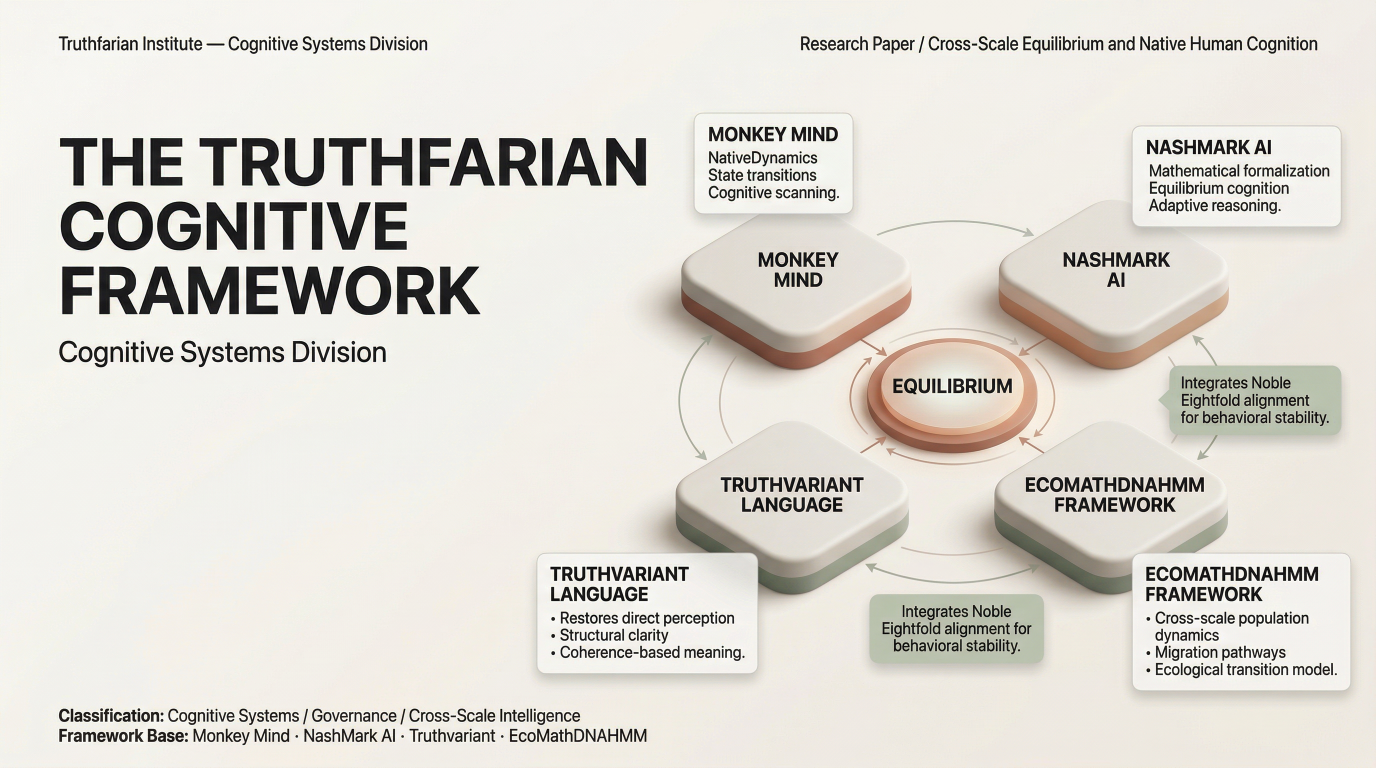 Truthfarian Institute — Cognitive Systems Division
Research Paper / Cross-Scale Equilibrium and Native Human Cognition
THE TRUTHFARIAN
COGNITIVE
FRAMEWORK
Cognitive Systems Division
MONKEY MIND
NativeDynamics
State transitions
Cognitive scanning.
NASHMARK AI
Mathematical formalization
Equilibrium cognition
Adaptive reasoning.
MONKEY
MIND
NASHMARK
AI
EQUILIBRIUM
Integrates Noble
Eightfold alignment
for behavioral stability.
TRUTHVARIANT
LANGUAGE
ECOMATHDNAHMM
FRAMEWORK
TRUTHVARIANT
LANGUAGE
• Restores direct perception
• Structural clarity
• Coherence-based meaning.
Integrates Noble
Eightfold alignment for
behavioral stability.
ECOMATHDNAHMM
FRAMEWORK
• Cross-scale population
dynamics
• Migration pathways
• Ecological transition model.
Classification: Cognitive Systems / Governance / Cross-Scale Intelligence
Framework Base: Monkey Mind · NashMark AI · Truthvariant · EcoMathDNAHMM